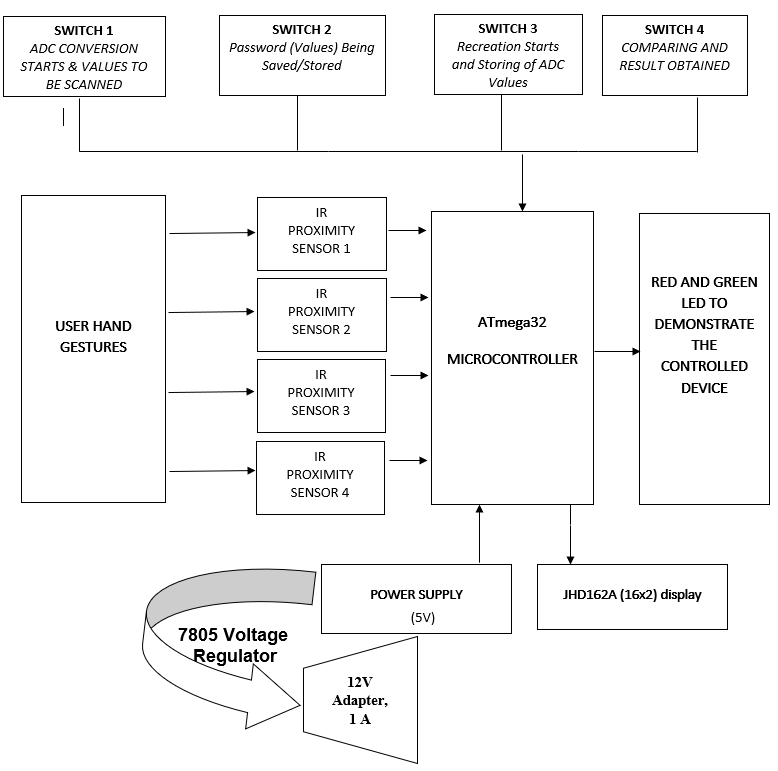 SWITCH 1
ADC CONVERSION
STARTS & VALUES TO
BE SCANNED
SWITCH 2
Password (Values) Being
Saved/Stored
SWITCH 3
Recreation Starts
and Storing of ADC
Values
SWITCH 4
COMPARING AND
RESULT OBTAINED
USER HAND
GESTURES
IR
PROXIMITY
SENSOR 1
IR
PROXIMITY
SENSOR 2
IR
PROXIMITY
SENSOR 3
IR
PROXIMITY
SENSOR 4
ATmega32
MICROCONTROLLER
RED AND GREEN
LED TO
DEMONSTRATE
THE
CONTROLLED
DEVICE
POWER SUPPLY
(5V)
JHD162A (16x2) display
7805 Voltage
Regulator
12V
Adapter,
1 A